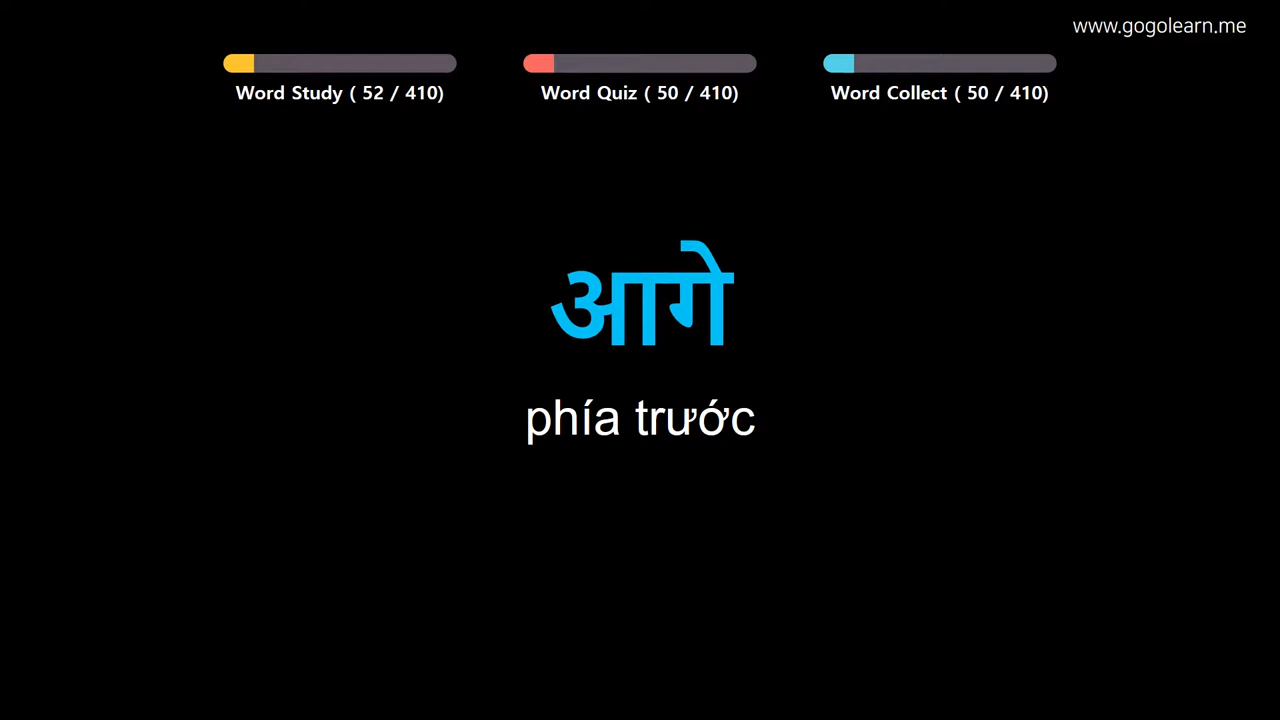 www.gogolearn.me
Word Study ( 52 / 410)
Word Quiz ( 50 / 410)
Word Collect ( 50 / 410)
आगे
phía trước